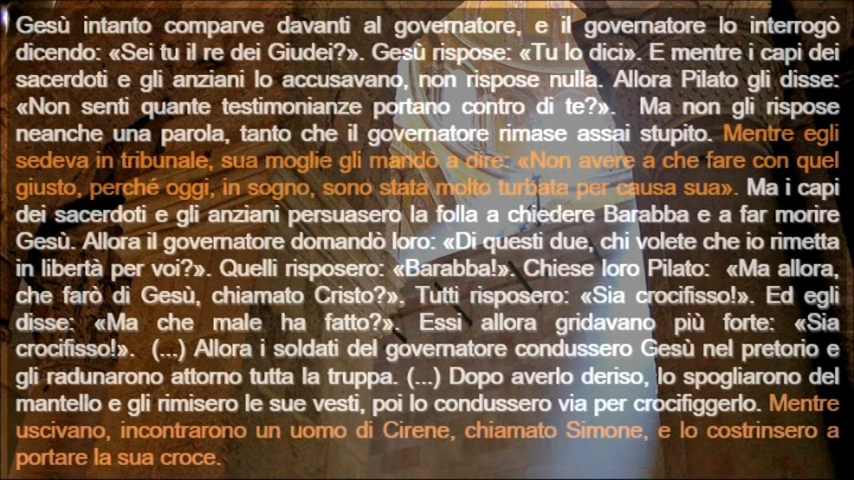 Gesù intanto comparve davanti al governatore, e il governatore lo interrogò
dicendo: «Sei tu il re dei Giudei?». Gesù rispose: «Tu lo dici». E mentre i capi dei
sacerdoti e gli anziani lo accusavano, non rispose nulla. Allora Pilato gli disse:
«Non senti quante testimonianze portano contro di te?». Ma non gli rispose
neanche una parola, tanto che il governatore rimase assai stupito. Mentre egli
sedeva in tribunale, sua moglie gli mandò a dire: «Non avere a che fare con quel
giusto, perché oggi, in sogno, sono stata molto turbata per causa sua». Ma i capi
dei sacerdoti e gli anziani persuasero la folla a chiedere Barabba e a far morire
Gesù. Allora il governatore domandò loro: «Di questi due, chi volete che io rimetta
in libertà per voi?». Quelli risposero: «Barabba!». Chiese loro Pilato: «Ma allora,
che farò di Gesù, chiamato Cristo?». Tutti risposero: «Sia crocifisso!». Ed egli
disse: «Ma che male ha fatto?». Essi allora gridavano più forte: «Sia
crocifisso!». (...) Allora i soldati del governatore condussero Gesù nel pretorio e
gli radunarono attorno tutta la truppa. (...) Dopo averlo deriso, lo spogliarono del
mantello e gli rimisero le sue vesti, poi lo condussero via per crocifiggerlo. Mentre
uscivano, incontrarono un uomo di Cirene, chiamato Simone, e lo costrinsero a
portare la sua croce.